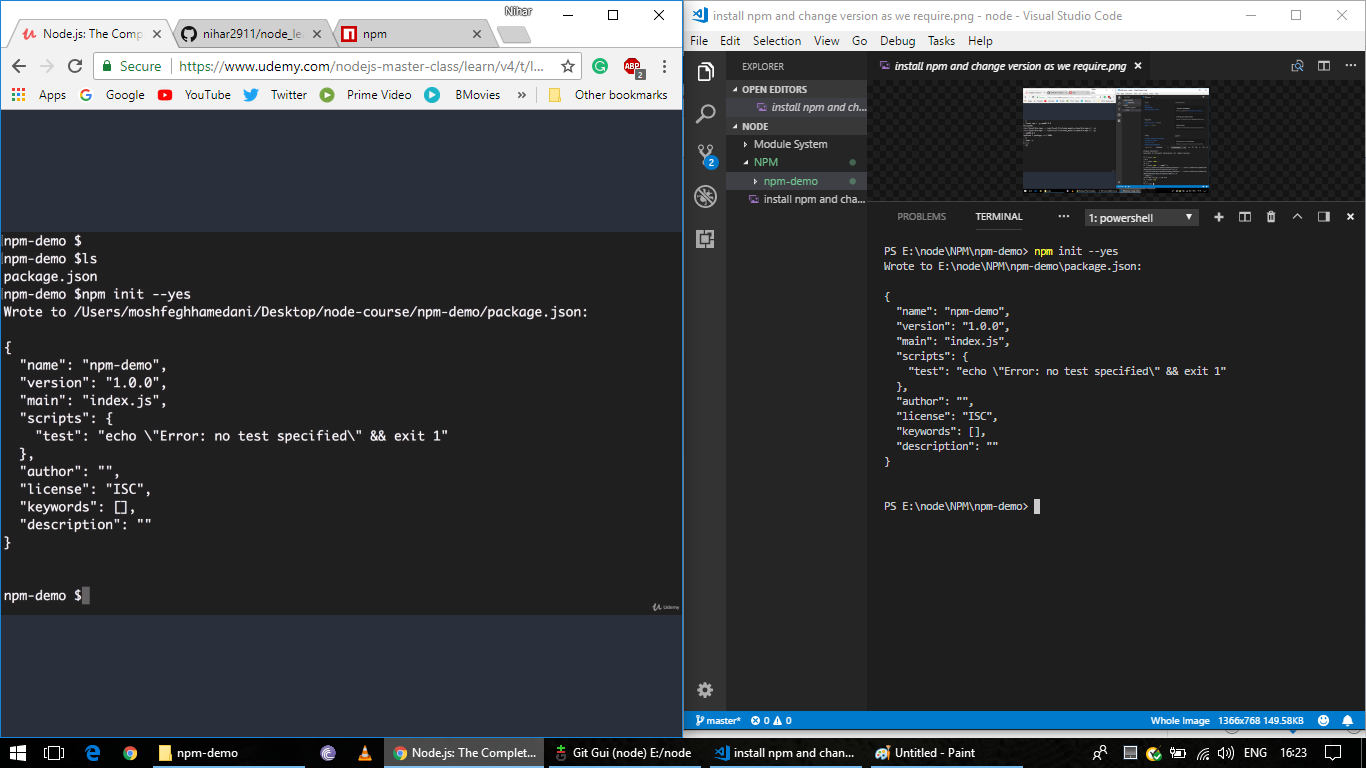 Nihar
Node.js: The Comp
nihar2911/node_le
npm
Secure
https://www.udemy.com/nodejs-master-class/learn/v4/t/l...
ABP
2
Apps
Google
YouTube
Twitter
Prime Video
BMovies
»
Other bookmarks
npm-demo $
npm-demo $ls
package.json
npm-demo $npm init --yes
Wrote to /Users/moshfeghhamedani/Desktop/node-course/npm-demo/package.json:
{
"name": "npm-demo",
"version": "1.0.0",
"main": "index.js",
"scripts": {
"test": "echo \"Error: no test specified\" && exit 1"
},
"author": "",
"license": "ISC",
"keywords": [],
"description": ""
}
npm-demo $
Udemy
install npm and change version as we require.png - node - Visual Studio Code
File Edit Selection View Go Debug Tasks Help
EXPLORER
OPEN EDITORS
install npm and ch...
NODE
Module System
NPM
npm-demo
install npm and cha...
2
install npm and change version as we require.png
PROBLEMS TERMINAL ... 1: powershell
PS E:\node\NPM\npm-demo> npm init --yes
Wrote to E:\node\NPM\npm-demo\package.json:
{
"name": "npm-demo",
"version": "1.0.0",
"main": "index.js",
"scripts": {
"test": "echo \"Error: no test specified\" && exit 1"
},
"author": "",
"license": "ISC",
"keywords": [],
"description": ""
}
PS E:\node\NPM\npm-demo>
master* 0 0
Whole Image 1366x768 149.58KB
npm-demo
Node.js: The Complet...
Git Gui (node) E:/node
install npm and chan...
Untitled - Paint
ENG
16:23